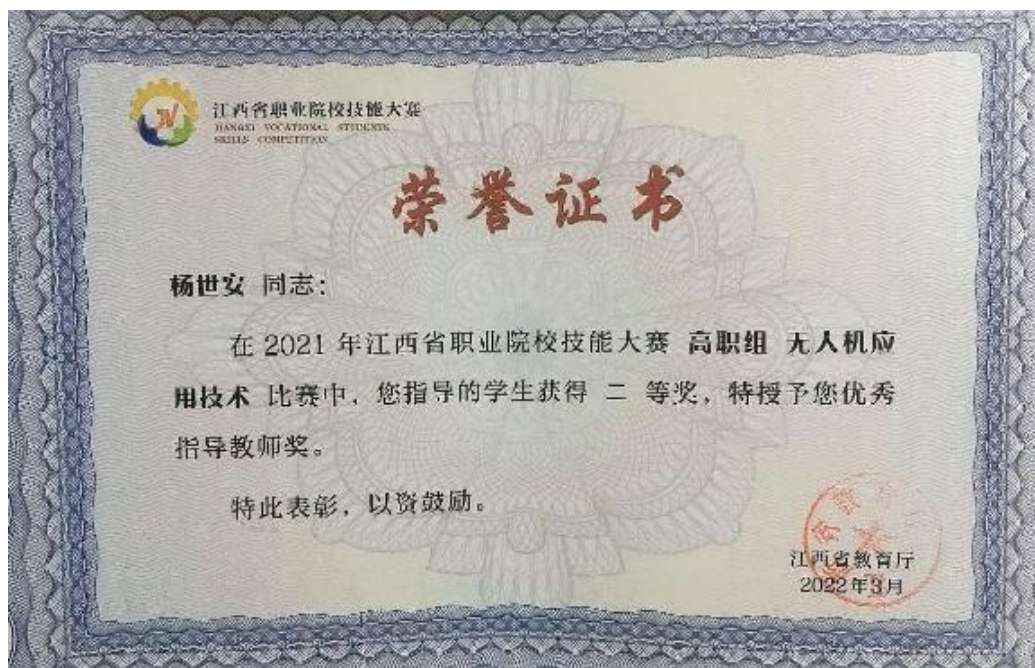 江西省职业院校技能大赛
JIANGXI VOCATIONAL STUDENTS
SKILLS COMPETITION
荣誉证书
杨世安 同志：
在 2021 年江西省职业院校技能大赛 高职组 无人机应
用技术 比赛中，您指导的学生获得 二 等奖，特授予您优秀
指导教师奖。
特此表彰，以资鼓励。
江西省教育厅
2022年3月